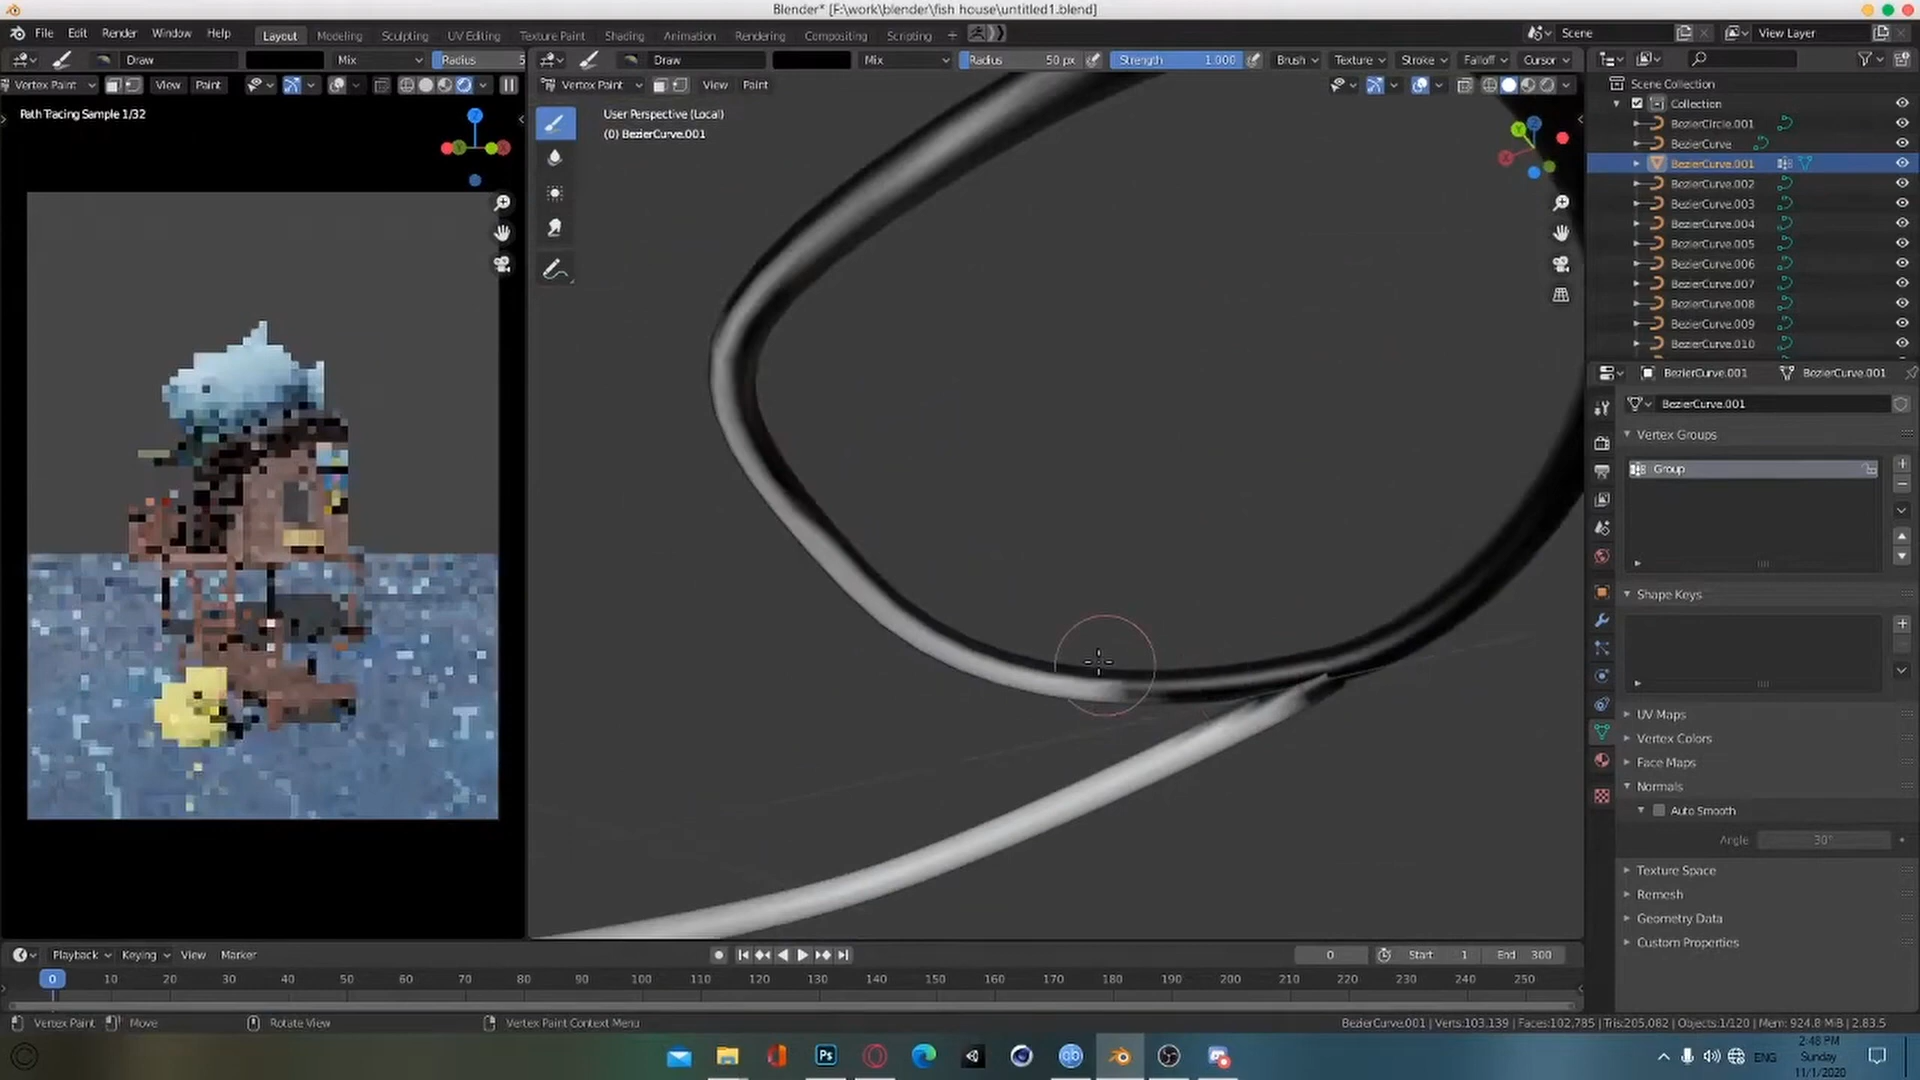 Blender* [F:\work\blender\fish house\untitled1.blend]
File Edit Render Window Help Layout Modeling Sculpting UV Editing Texture Paint Shading Animation Rendering Compositing Scripting + Scene View Layer
Draw Mix Radius 5 Draw Mix Radius 50 px Strength 1.000 Brush Texture Stroke Falloff Cursor
Vertex Paint View Paint Vertex Paint View Paint
Scene Collection
Path Tracing Sample 1/32
User Perspective (Local)
(0) BezierCurve.001
Collection
BezierCircle.001
BezierCurve
BezierCurve.001
BezierCurve.002
BezierCurve.003
BezierCurve.004
BezierCurve.005
BezierCurve.006
BezierCurve.007
BezierCurve.008
BezierCurve.009
BezierCurve.010
BezierCurve.001 BezierCurve.001
BezierCurve.001
Vertex Groups
Group
Shape Keys
UV Maps
Vertex Colors
Face Maps
Normals
Auto Smooth
Angle 30°
Texture Space
Remesh
Geometry Data
Custom Properties
Playback Keying View Marker 0 Start 1 End 300
0 10 20 30 40 50 60 70 80 90 100 110 120 130 140 150 160 170 180 190 200 210 220 230 240 250
Vertex Paint Move Rotate View Vertex Paint Context Menu BezierCurve.001 | Verts:103,139 | Faces:102,785 | Tris:205,082 | Objects:1/120 | Mem: 924.8 MiB | 2.83.5
Ps qb ENG
2:48 PM
Sunday
11/1/2020